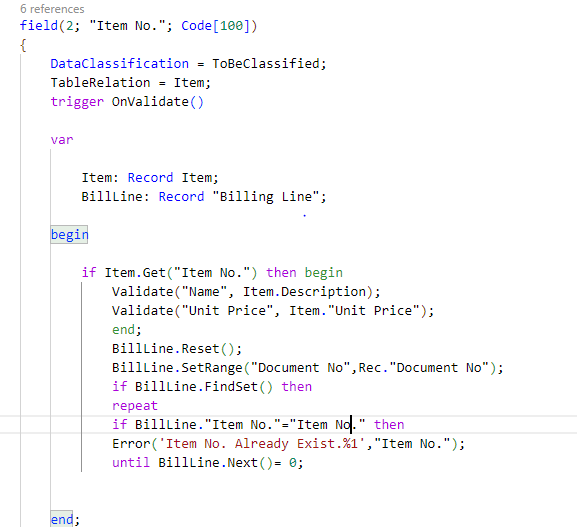 6 references
field(2; "Item No."; Code[100])
{
DataClassification = ToBeClassified;
TableRelation = Item;
trigger OnValidate()
var
Item: Record Item;
BillLine: Record "Billing Line";
begin
if Item.Get("Item No.") then begin
Validate("Name", Item.Description);
Validate("Unit Price", Item."Unit Price");
end;
BillLine.Reset();
BillLine.SetRange("Document No",Rec."Document No");
if BillLine.FindSet() then
repeat
if BillLine."Item No."="Item No." then
Error('Item No. Already Exist.%1',"Item No.");
until BillLine.Next()= 0;
end;